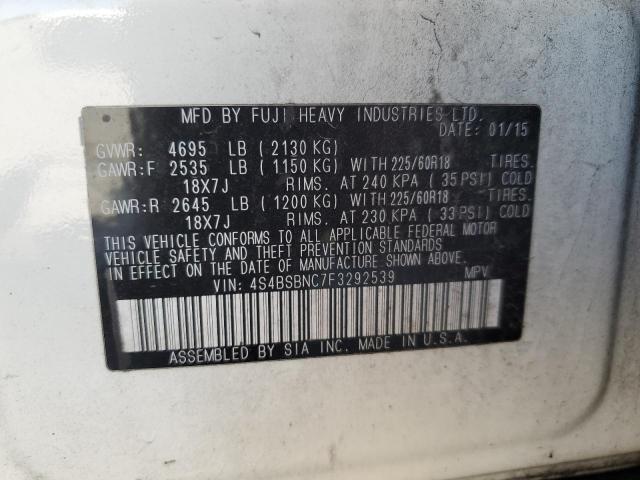 MFD BY FUJI HEAVY INDUSTRIES LTD.
DATE: 01/15
GVWR: 4695 LB (2130 KG)
GAWR:F 2535 LB (1150 KG) WITH 225/60R18 TIRES.
18X7J RIMS. AT 240 KPA (35 PSI) COLD
GAWR:R 2645 LB (1200 KG) WITH 225/60R18 TIRES.
18X7J RIMS. AT 230 KPA (33 PSI) COLD
THIS VEHICLE CONFORMS TO ALL APPLICABLE FEDERAL MOTOR
VEHICLE SAFETY AND THEFT PREVENTION STANDARDS
IN EFFECT ON THE DATE OF MANUFACTURE SHOWN ABOVE.
VIN: 4S4BSBNC7F3292539 MPV
ASSEMBLED BY SIA INC. MADE IN U.S.A.